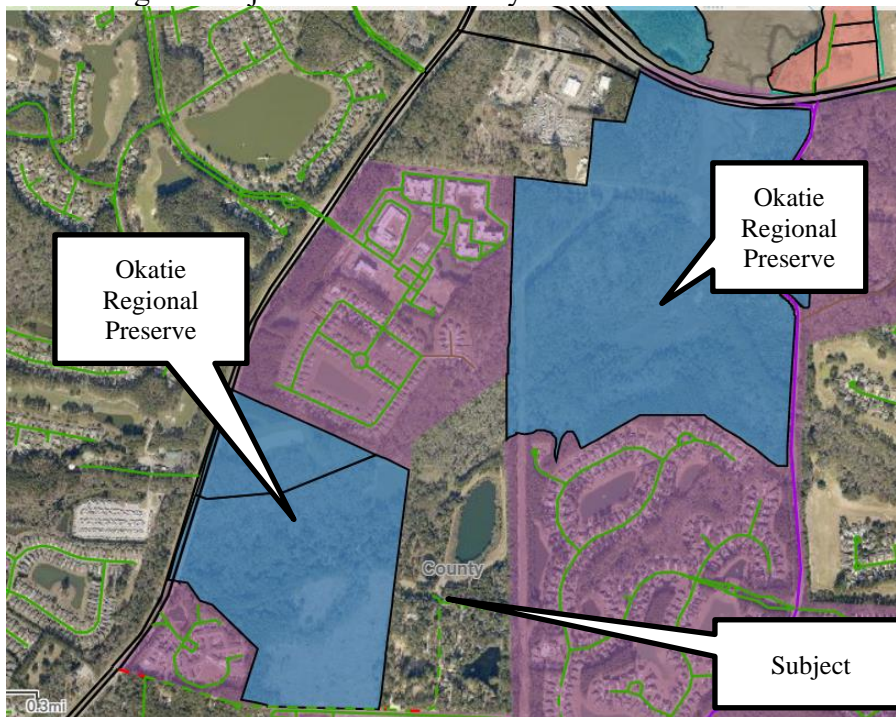 Okatie
Regional
Preserve
Okatie
Regional
Preserve
County
Subject
0.3mi